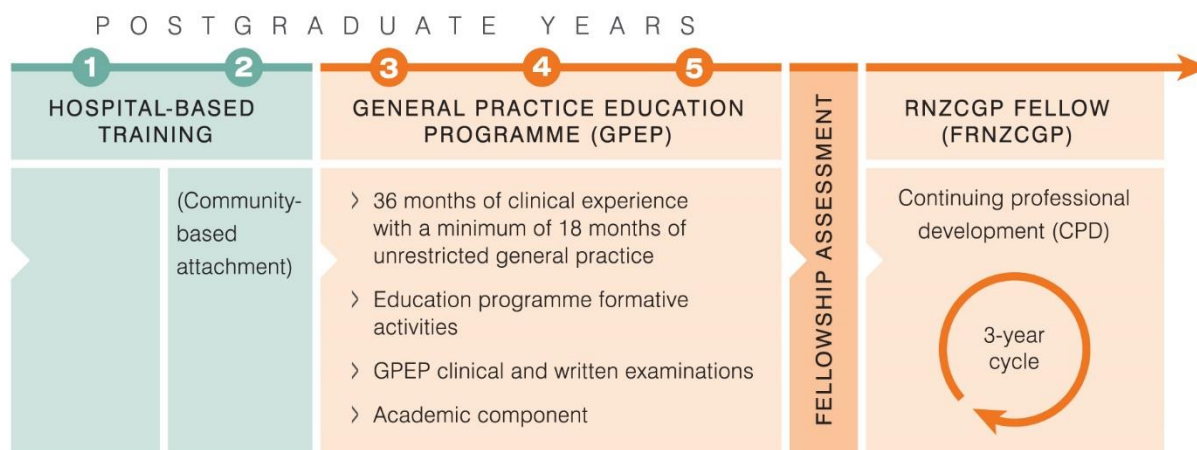 POSTGRADUATE YEARS
1 2 3 4 5
HOSPITAL-BASED
TRAINING
(Community-
based
attachment)
GENERAL PRACTICE EDUCATION
PROGRAMME (GPEP)
> 36 months of clinical experience
with a minimum of 18 months of
unrestricted general practice
> Education programme formative
activities
> GPEP clinical and written examinations
> Academic component
FELLOWSHIP ASSESSMENT
RNZCGP FELLOW
(FRNZCGP)
Continuing professional
development (CPD)
3-year
cycle